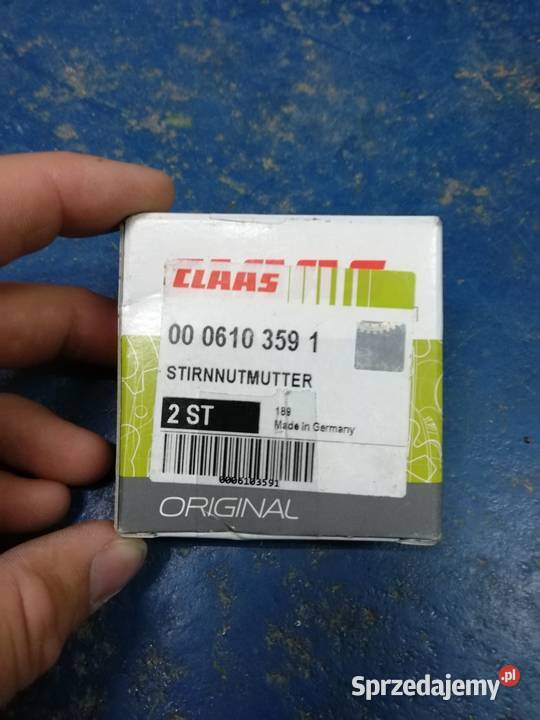 CLAAS
00 0610 359 1
STIRNNUTMUTTER
2 ST
189
Made in Germany
0006103591
ORIGINAL
Sprzedajemy.pl